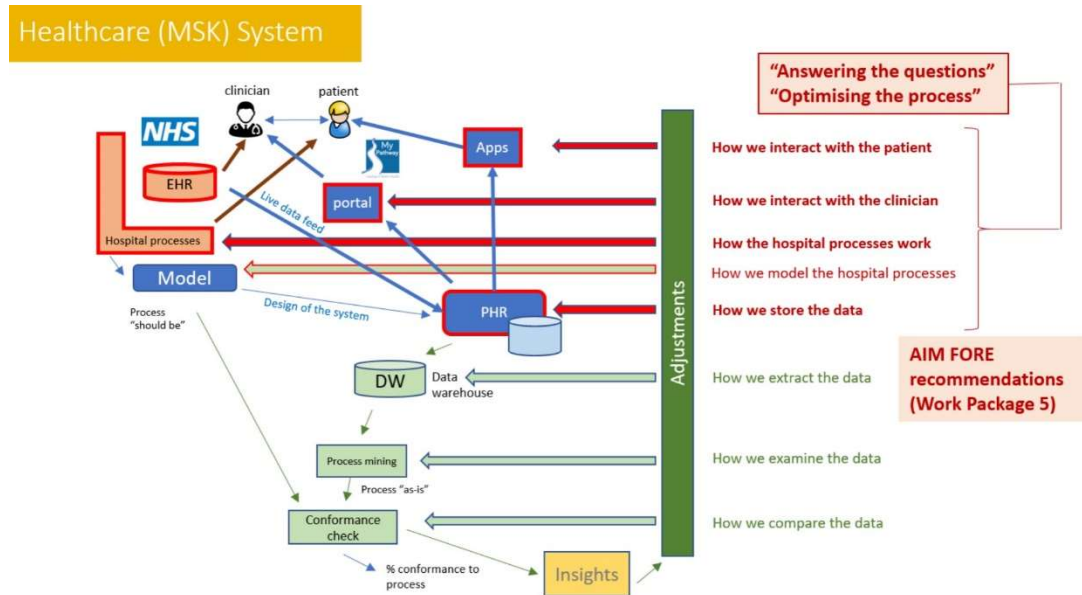 Healthcare (MSK) System
clinician
patient
NHS
My
Pathway
EHR
Apps
portal
Live data feed
Hospital processes
Model
Process
"should be"
Design of the system
PHR
DW
Data
warehouse
Process mining
Process "as-is"
Conformance
check
% conformance to
process
Insights
Adjustments
"Answering the questions"
"Optimising the process"
How we interact with the patient
How we interact with the clinician
How the hospital processes work
How we model the hospital processes
How we store the data
AIM FORE
recommendations
(Work Package 5)
How we extract the data
How we examine the data
How we compare the data